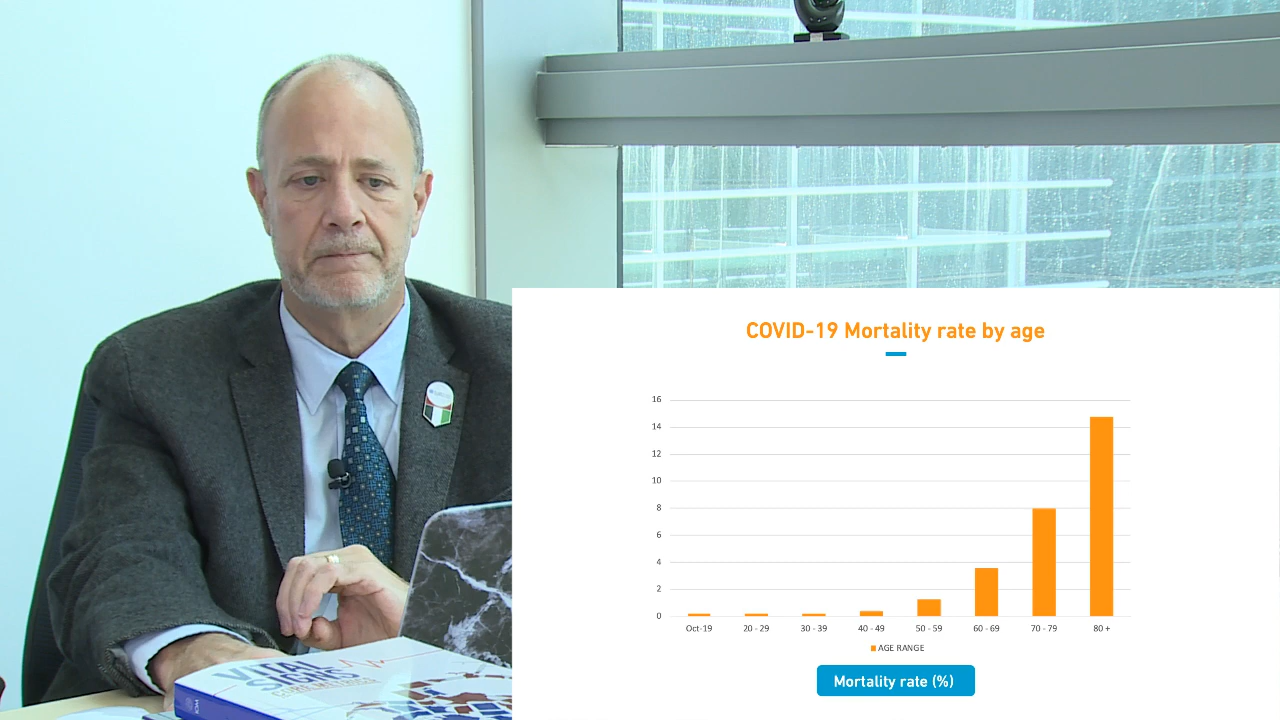 COVID-19 Mortality rate by age
16
14
12
10
8
6
4
2
0
Oct-19 20 - 29 30 - 39 40 - 49 50 - 59 60 - 69 70 - 79 80 +
AGE RANGE
Mortality rate (%)
VITAL
SIGNS